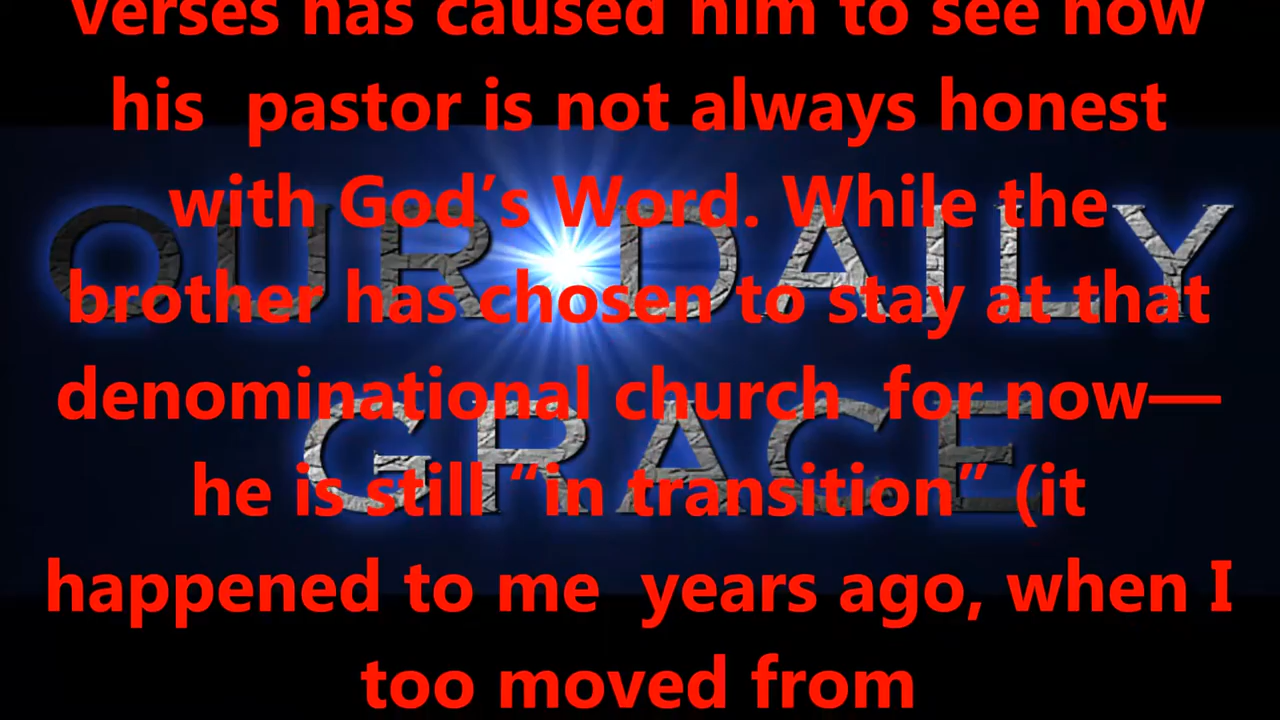 verses has caused him to see how
his  pastor is not always honest
with God’s Word. While the
OUR DAILY
brother has chosen to stay at that
denominational church  for now—
GRACE
he is still “in transition” (it
happened to me  years ago, when I
too moved from